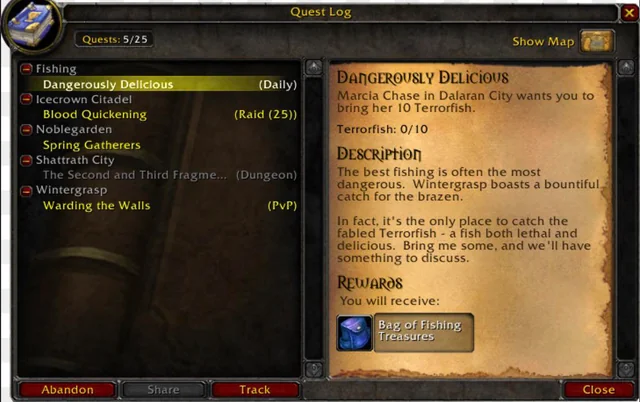 Quest Log
Quests: 5/25
Show Map
Fishing
Dangerously Delicious (Daily)
Icecrown Citadel
Blood Quickening (Raid (25))
Noblegarden
Spring Gatherers
Shattrath City
The Second and Third Fragme... (Dungeon)
Wintergrasp
Warding the Walls (PvP)
Dangerously Delicious
Marcia Chase in Dalaran City wants you to
bring her 10 Terrorfish.
Terrorfish: 0/10
Description
The best fishing is often the most
dangerous. Wintergrasp boasts a bountiful
catch for the brazen.
In fact, it's the only place to catch the
fabled Terrorfish - a fish both lethal and
delicious. Bring me some, and we'll have
something to discuss.
Rewards
You will receive:
Bag of Fishing
Treasures
Abandon
Share
Track
Close